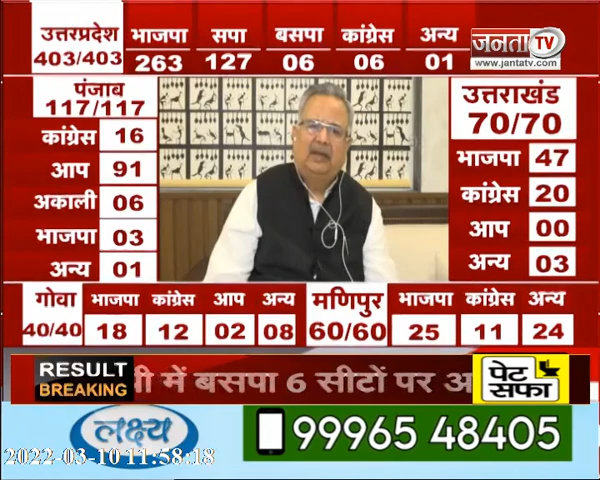 उत्तरप्रदेश भाजपा सपा बसपा कांग्रेस अन्य
403/403 263 127 06 06 01
जनता TV
www.jantatv.com
पंजाब
117/117
कांग्रेस 16
आप 91
अकाली 06
भाजपा 03
अन्य 01
उत्तराखंड
70/70
भाजपा 47
कांग्रेस 20
आप 00
अन्य 03
गोवा भाजपा कांग्रेस आप अन्य
40/40 18 12 02 08
मणिपुर भाजपा कांग्रेस अन्य
60/60 25 11 24
RESULT
BREAKING
में बसपा 6 सीटों पर
पेट
सफा
लक्ष्य
99965 48405
2022-03-10 11:58:18